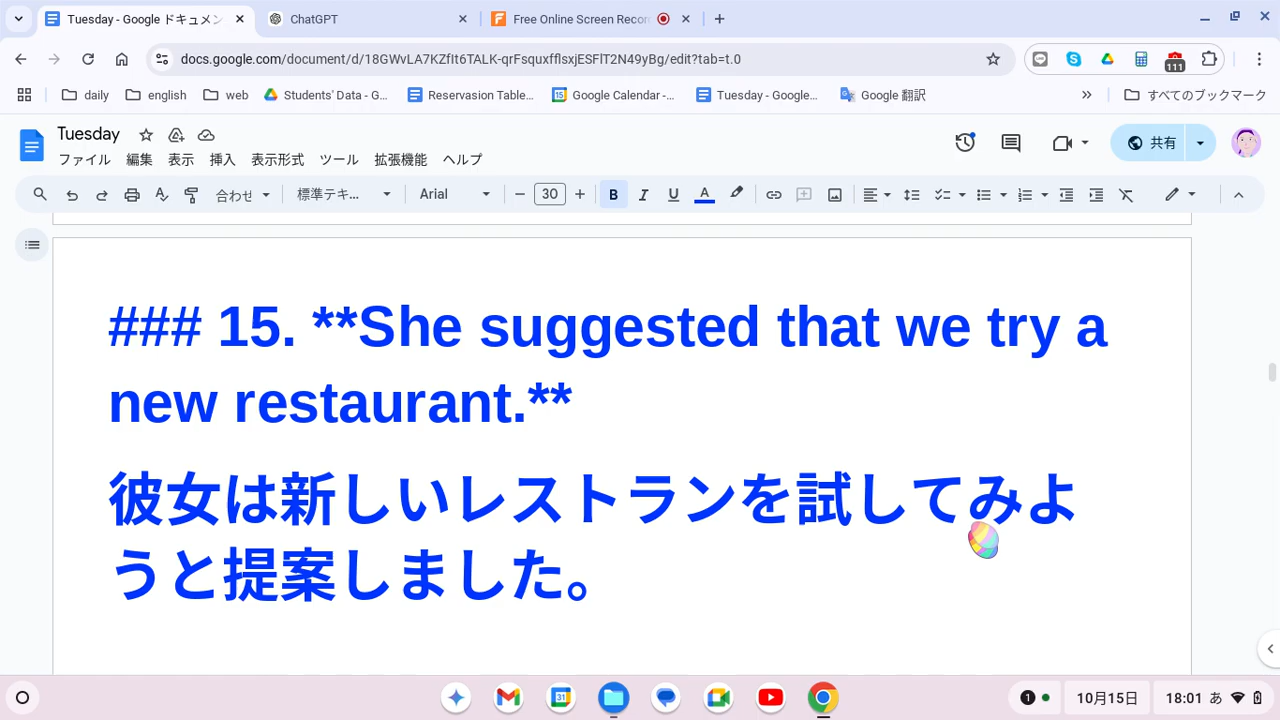 Tuesday - Google ドキュメン
ChatGPT
Free Online Screen Recor
docs.google.com/document/d/18GWvLA7KZfIt6TALK-qrFsquxfflsxjESFlT2N49yBg/edit?tab=t.0
111
daily
english
web
Students' Data - G...
Reservasion Table...
Google Calendar -...
Tuesday - Google...
Google 翻訳
すべてのブックマーク
Tuesday
ファイル 編集 表示 挿入 表示形式 ツール 拡張機能 ヘルプ
共有
合わせ 標準テキ... Arial 30 B I U A
### 15. **She suggested that we try a
new restaurant.**
彼女は新しいレストランを試してみよ
うと提案しました。
31
1
10月15日
18:01 あ